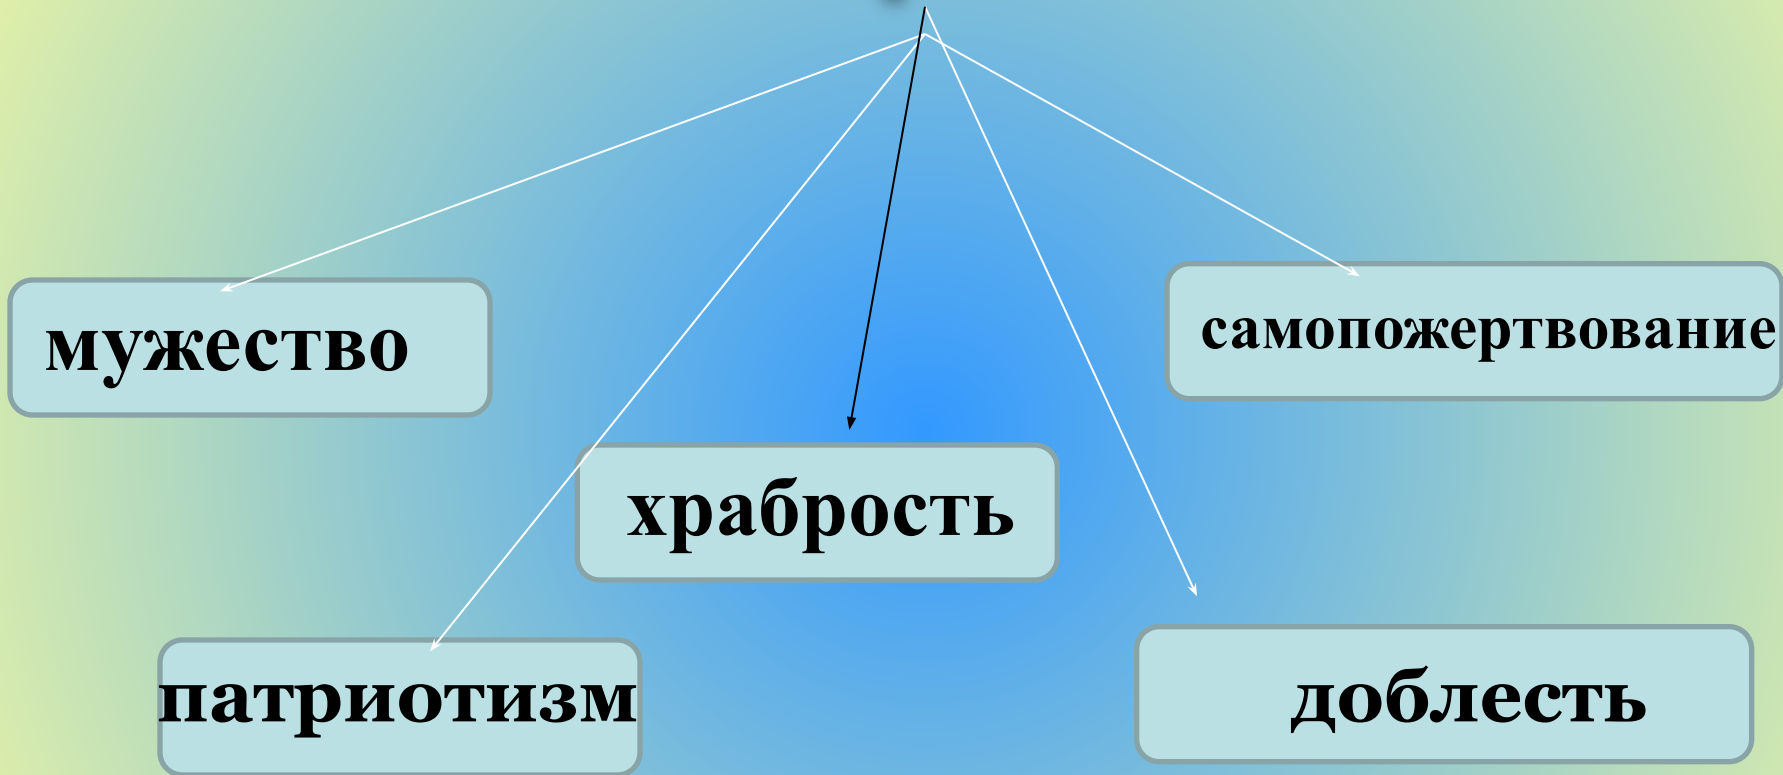 мужество
самопожертвование
храбрость
патриотизм
доблесть